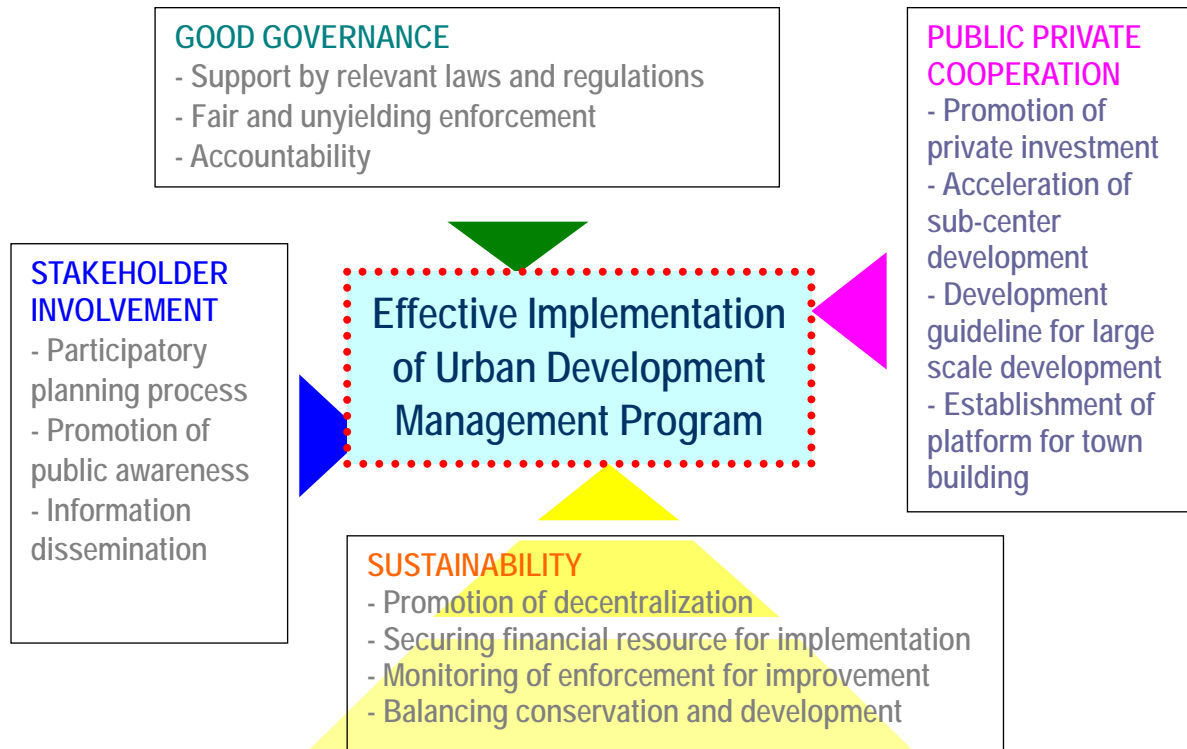 GOOD GOVERNANCE
- Support by relevant laws and regulations
- Fair and unyielding enforcement
- Accountability
PUBLIC PRIVATE
COOPERATION
- Promotion of
private investment
- Acceleration of
sub-center
development
- Development
guideline for large
scale development
- Establishment of
platform for town
building
STAKEHOLDER
INVOLVEMENT
- Participatory
planning process
- Promotion of
public awareness
- Information
dissemination
Effective Implementation
of Urban Development
Management Program
SUSTAINABILITY
- Promotion of decentralization
- Securing financial resource for implementation
- Monitoring of enforcement for improvement
- Balancing conservation and development